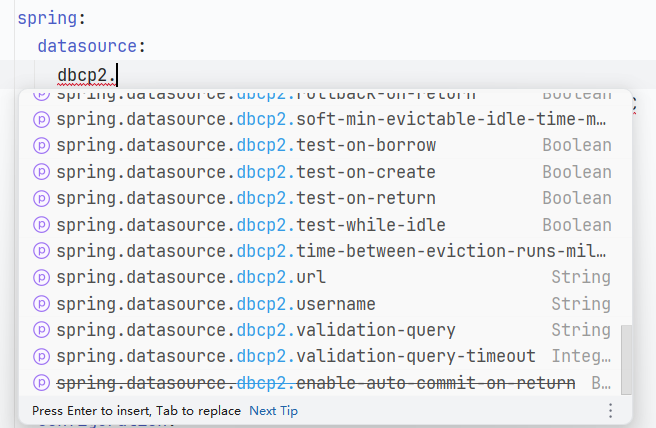 spring:
datasource:
dbcp2.
spring.datasource.dbcp2.rollback-on-return Boolean
spring.datasource.dbcp2.soft-min-evictable-idle-time-m…
spring.datasource.dbcp2.test-on-borrow Boolean
spring.datasource.dbcp2.test-on-create Boolean
spring.datasource.dbcp2.test-on-return Boolean
spring.datasource.dbcp2.test-while-idle Boolean
spring.datasource.dbcp2.time-between-eviction-runs-mil…
spring.datasource.dbcp2.url String
spring.datasource.dbcp2.username String
spring.datasource.dbcp2.validation-query String
spring.datasource.dbcp2.validation-query-timeout Integ…
spring.datasource.dbcp2.enable-auto-commit-on-return B…
Press Enter to insert, Tab to replace Next Tip